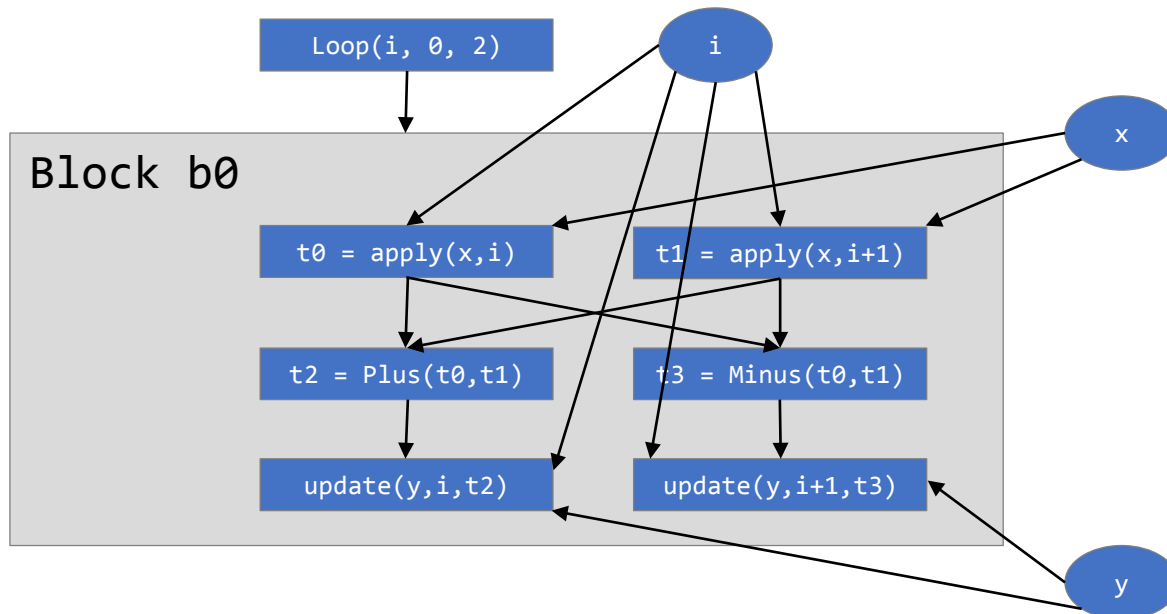 Loop(i, 0, 2)
i
x
Block b0
t0 = apply(x,i)
t1 = apply(x,i+1)
t2 = Plus(t0,t1)
t3 = Minus(t0,t1)
update(y,i,t2)
update(y,i+1,t3)
y